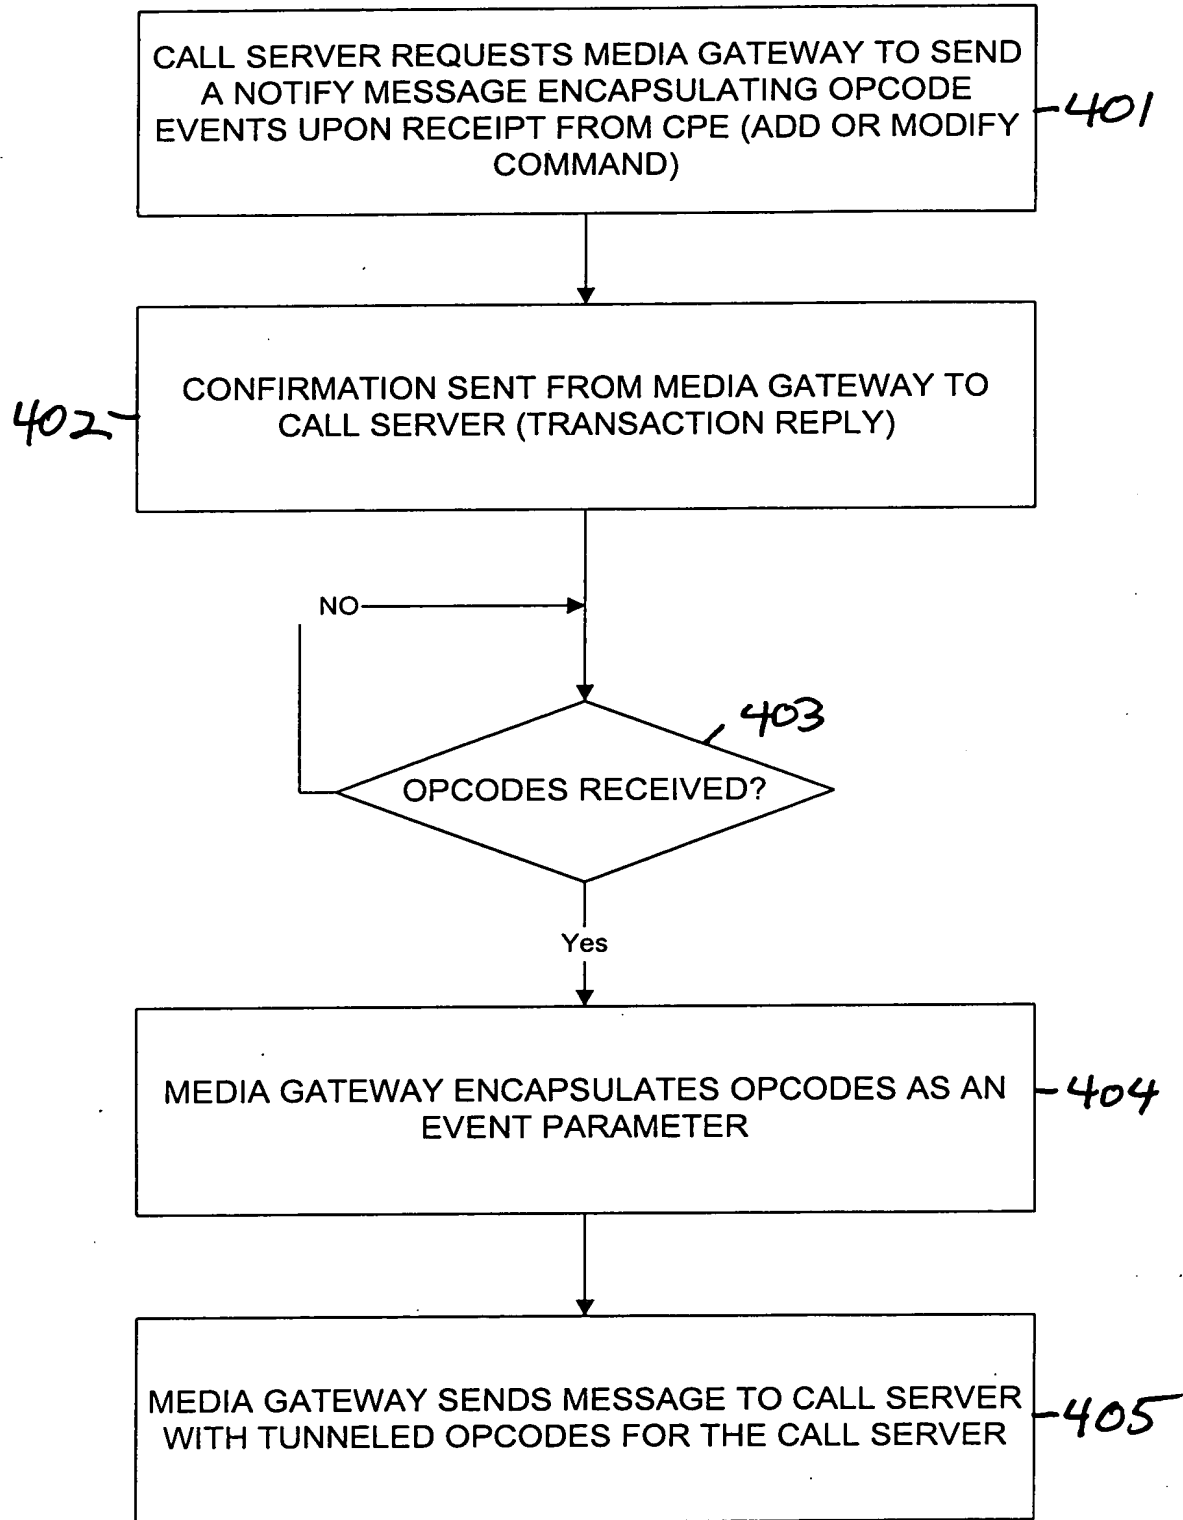 CALL SERVER REQUESTS MEDIA GATEWAY TO SEND
A NOTIFY MESSAGE ENCAPSULATING OPCODE
EVENTS UPON RECEIPT FROM CPE (ADD OR MODIFY
COMMAND)
401
CONFIRMATION SENT FROM MEDIA GATEWAY TO
CALL SERVER (TRANSACTION REPLY)
402
NO
403
OPCODES RECEIVED?
Yes
MEDIA GATEWAY ENCAPSULATES OPCODES AS AN
EVENT PARAMETER
404
MEDIA GATEWAY SENDS MESSAGE TO CALL SERVER
WITH TUNNELED OPCODES FOR THE CALL SERVER
405